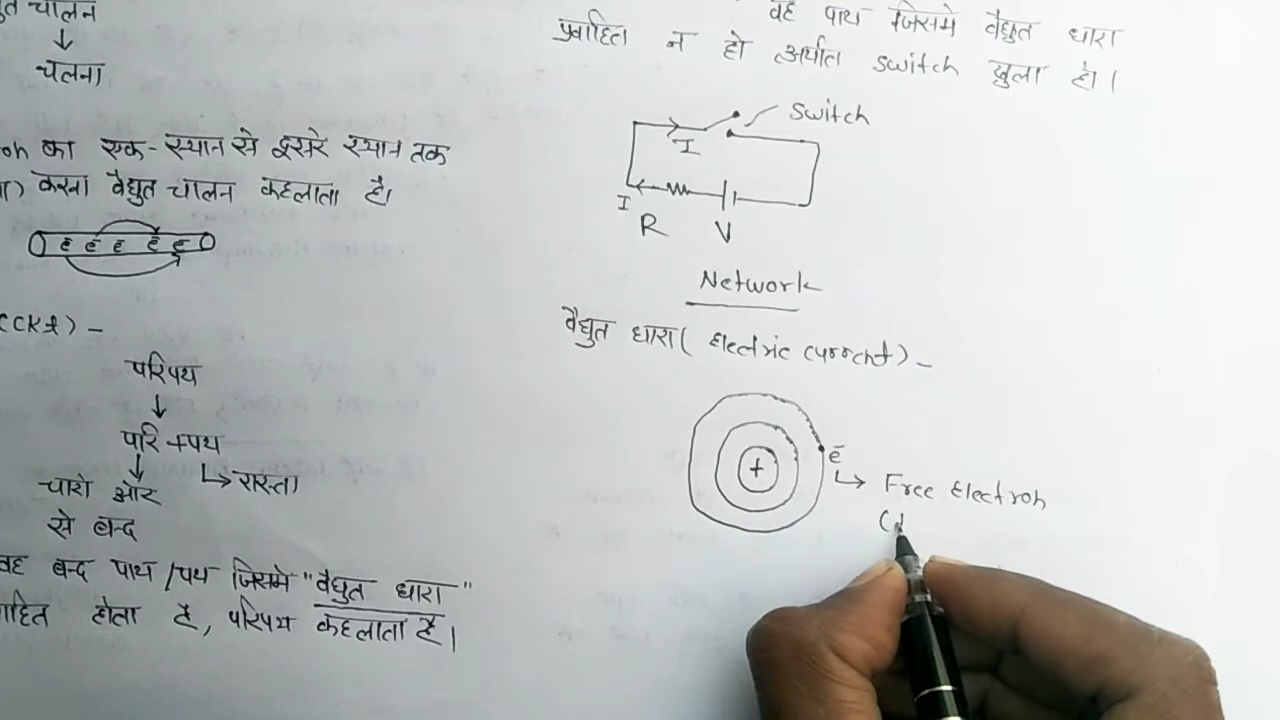 चालन
चलना
का एक-स्थान से दूसरे स्थान तक
करना वैद्युत चालन कहलाता है।
e e e e e
(CKt) -
परिपथ
परि + पथ
रास्ता
चारो ओर
से बन्द
वह बन्द पाथ/पथ जिसमे "वैद्युत धारा"
होता है, परिपथ कहलाता है।
वह पाथ जिसमे वैद्युत धारा
प्रवाहित न हो अर्थात switch खुला हो।
Switch
I
I
R V
Network
वैद्युत धारा (Electric current) -
+
e-
Free Electron
(